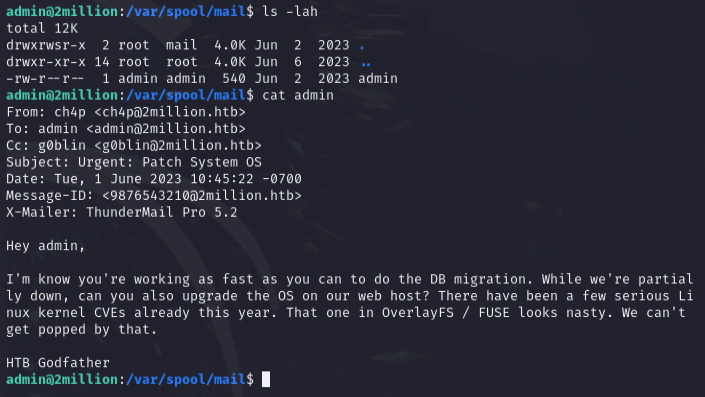 admin@2million:/var/spool/mail$ ls -lah
total 12K
drwxrwsr-x  2 root  mail  4.0K Jun  2  2023 .
drwxr-xr-x 14 root  root  4.0K Jun  6  2023 ..
-rw-r--r--  1 admin admin  540 Jun  2  2023 admin
admin@2million:/var/spool/mail$ cat admin
From: ch4p <ch4p@2million.htb>
To: admin <admin@2million.htb>
Cc: g0blin <g0blin@2million.htb>
Subject: Urgent: Patch System OS
Date: Tue, 1 June 2023 10:45:22 -0700
Message-ID: <9876543210@2million.htb>
X-Mailer: ThunderMail Pro 5.2

Hey admin,

I'm know you're working as fast as you can to do the DB migration. While we're partial
ly down, can you also upgrade the OS on our web host? There have been a few serious Li
nux kernel CVEs already this year. That one in OverlayFS / FUSE looks nasty. We can't
get popped by that.

HTB Godfather
admin@2million:/var/spool/mail$